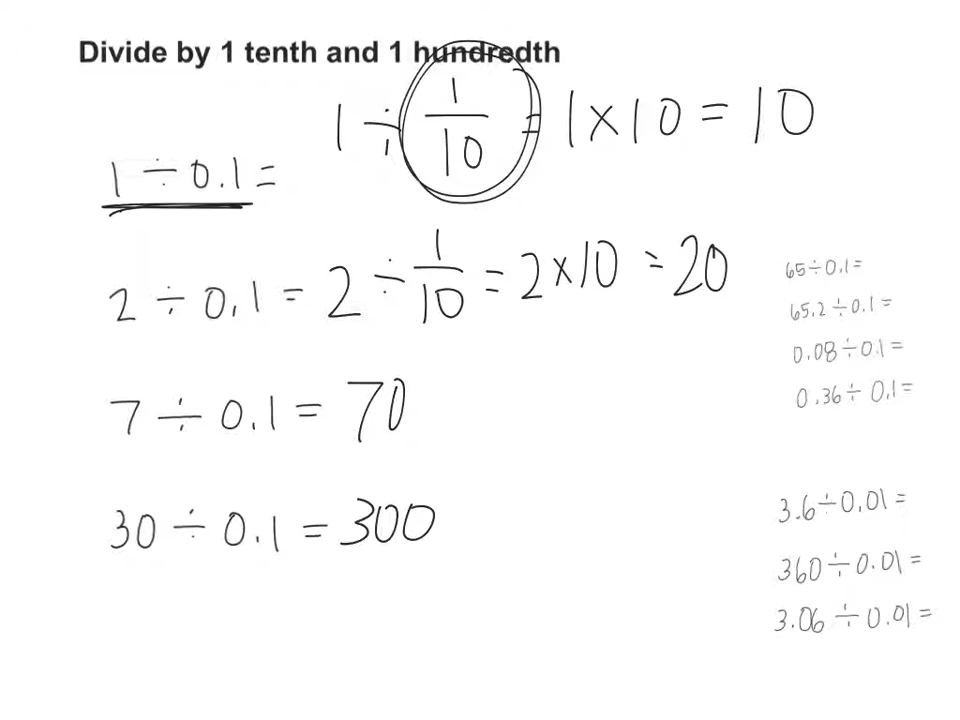 Divide by 1 tenth and 1 hundredth
1 ÷ 1/10 = 1 × 10 = 10
1 ÷ 0.1 =
2 ÷ 0.1 = 2 ÷ 1/10 = 2 × 10 = 20
7 ÷ 0.1 = 70
30 ÷ 0.1 = 300
65 ÷ 0.1 =
65.2 ÷ 0.1 =
0.08 ÷ 0.1 =
0.36 ÷ 0.1 =
3.6 ÷ 0.01 =
360 ÷ 0.01 =
3.06 ÷ 0.01 =